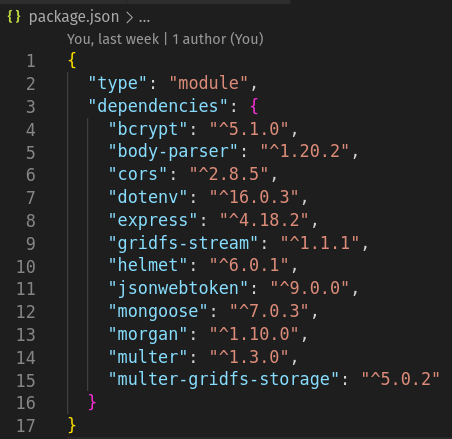 {} package.json > ...
You, last week | 1 author (You)
1 {
2 "type": "module",
3 "dependencies": {
4 "bcrypt": "^5.1.0",
5 "body-parser": "^1.20.2",
6 "cors": "^2.8.5",
7 "dotenv": "^16.0.3",
8 "express": "^4.18.2",
9 "gridfs-stream": "^1.1.1",
10 "helmet": "^6.0.1",
11 "jsonwebtoken": "^9.0.0",
12 "mongoose": "^7.0.3",
13 "morgan": "^1.10.0",
14 "multer": "^1.3.0",
15 "multer-gridfs-storage": "^5.0.2"
16 }
17 }